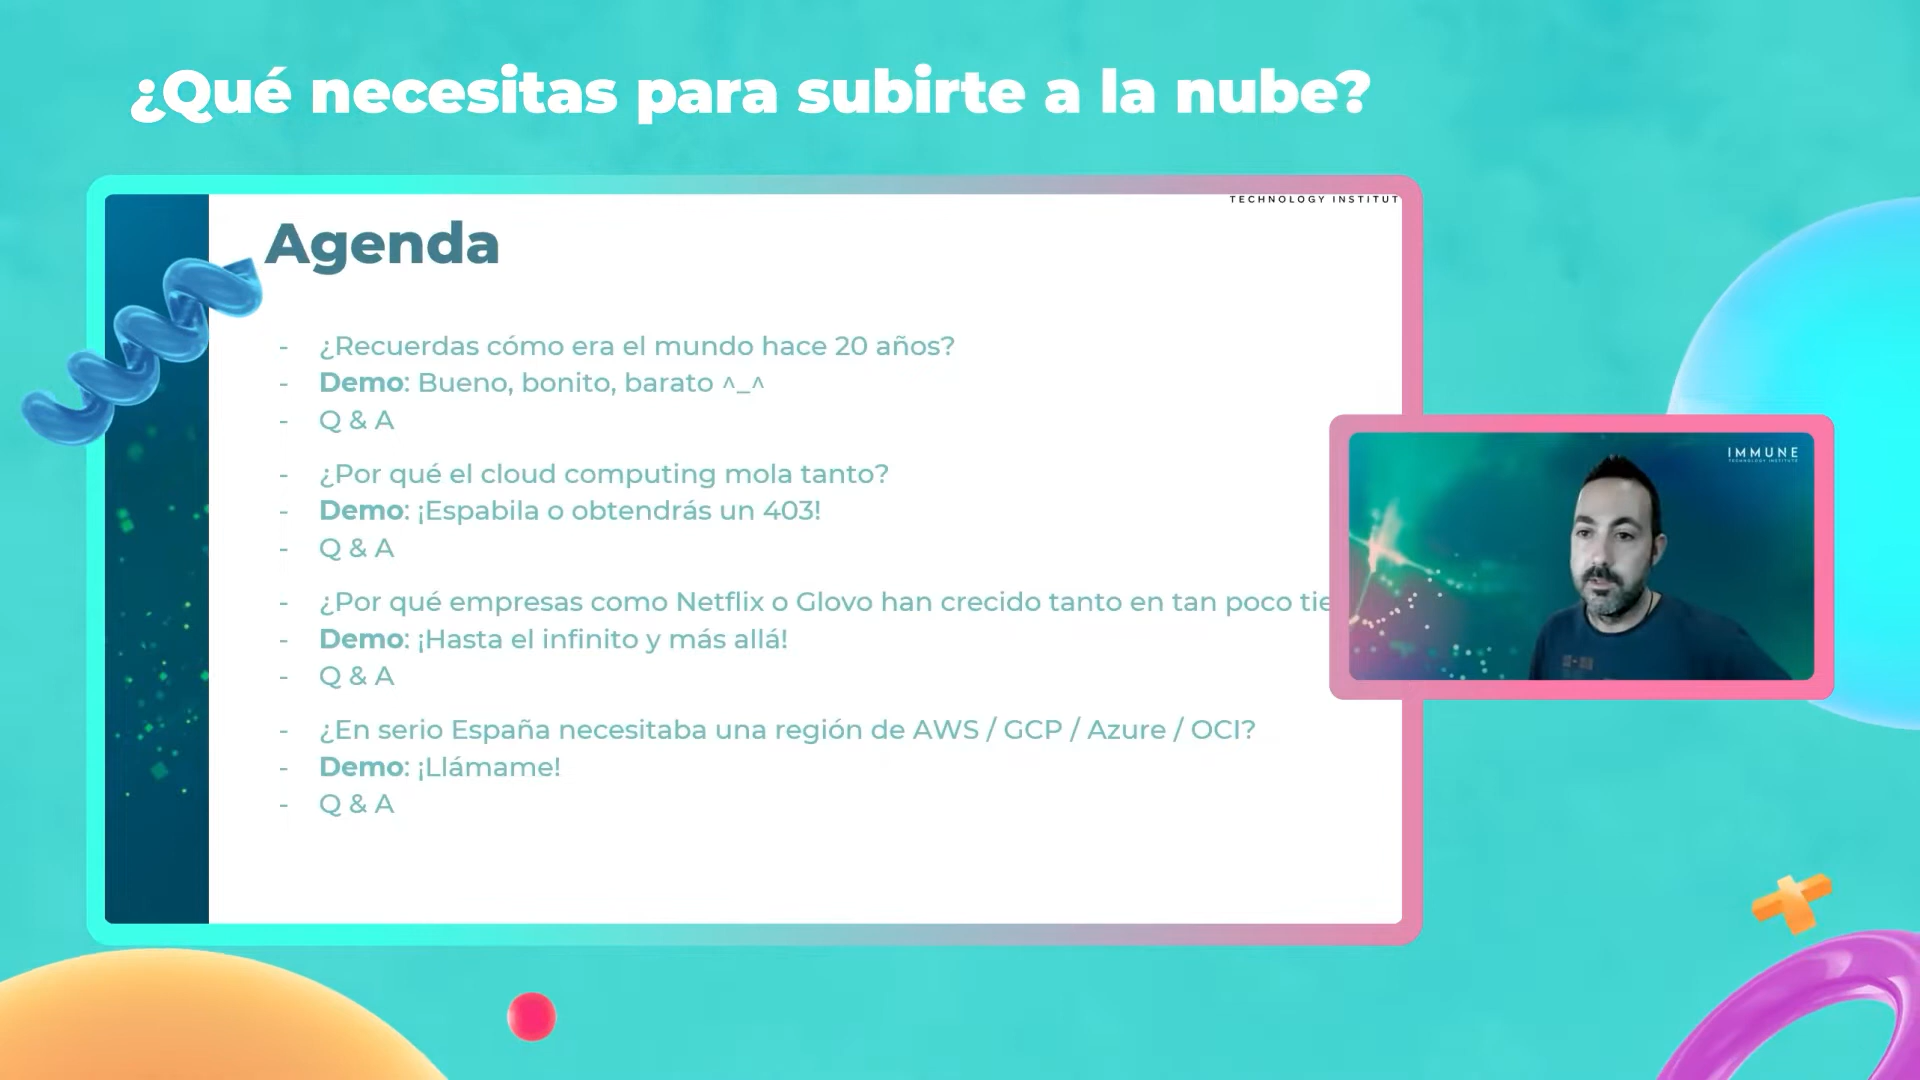 ¿Qué necesitas para subirte a la nube?
TECHNOLOGY INSTITUT
Agenda
- ¿Recuerdas cómo era el mundo hace 20 años?
- Demo: Bueno, bonito, barato ^_^
- Q & A
- ¿Por qué el cloud computing mola tanto?
- Demo: ¡Espabila o obtendrás un 403!
- Q & A
- ¿Por qué empresas como Netflix o Glovo han crecido tanto en tan poco tie
- Demo: ¡Hasta el infinito y más allá!
- Q & A
- ¿En serio España necesitaba una región de AWS / GCP / Azure / OCI?
- Demo: ¡Llámame!
- Q & A
IMMUNE
TECHNOLOGY INSTITUTE